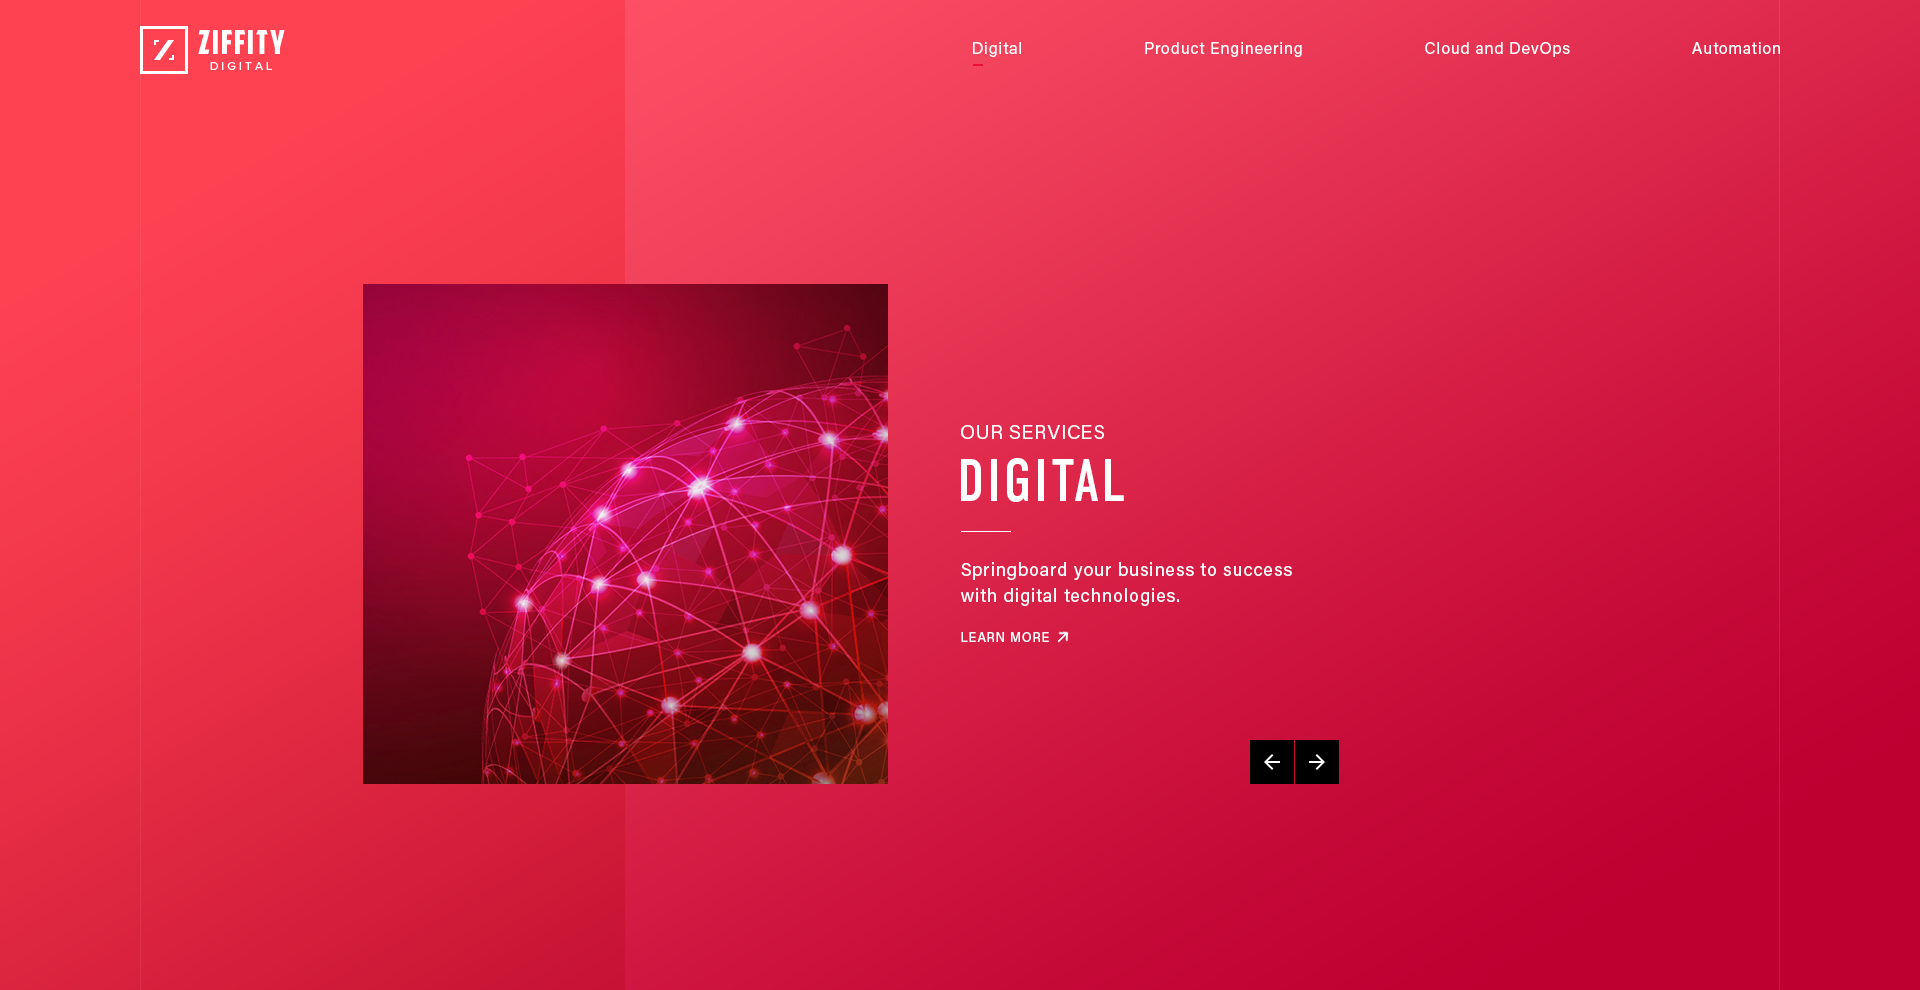 ZIFFITY
DIGITAL
Digital
Product Engineering
Cloud and DevOps
Automation
OUR SERVICES
DIGITAL
Springboard your business to success
with digital technologies.
LEARN MORE